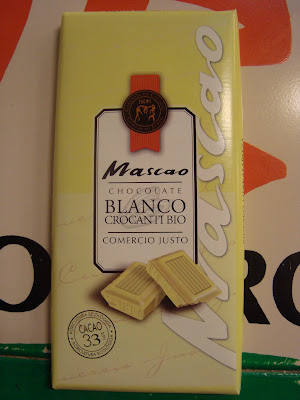 Mascao
CHOCOLATE
BLANCO
CROCANTI BIO
COMERCIO JUSTO
CACAO
33
Mascao